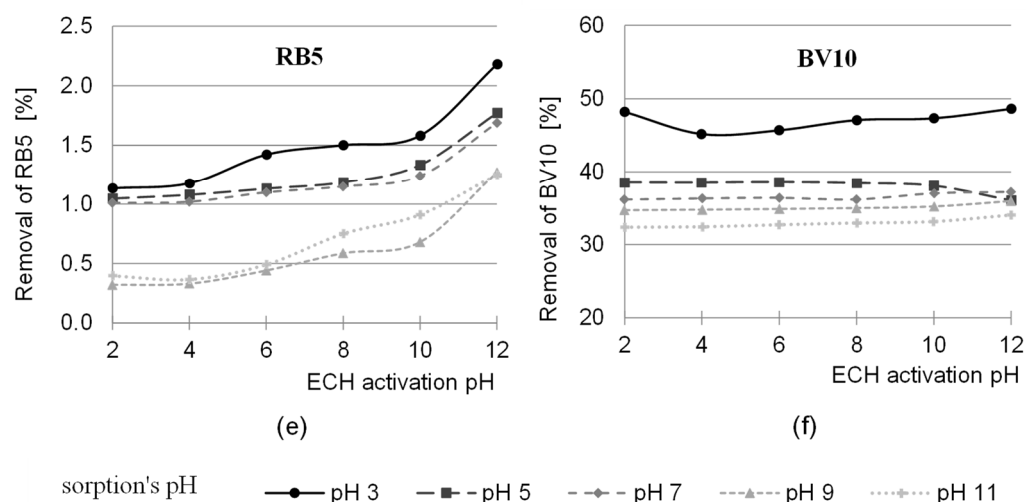 2.5
2.0
1.5
1.0
0.5
0.0
Removal of RB5 [%]
RB5
2 4 6 8 10 12
ECH activation pH
(e)
60
50
40
30
20
Removal of BV10 [%]
BV10
2 4 6 8 10 12
ECH activation pH
(f)
sorption's pH pH 3 pH 5 pH 7 pH 9 pH 11